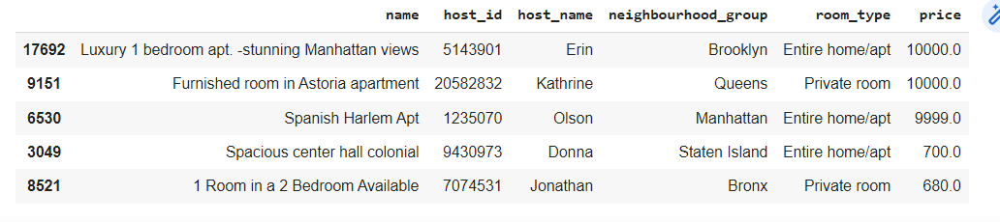 name host_id host_name neighbourhood_group room_type price
17692 Luxury 1 bedroom apt. -stunning Manhattan views 5143901 Erin Brooklyn Entire home/apt 10000.0
9151 Furnished room in Astoria apartment 20582832 Kathrine Queens Private room 10000.0
6530 Spanish Harlem Apt 1235070 Olson Manhattan Entire home/apt 9999.0
3049 Spacious center hall colonial 9430973 Donna Staten Island Entire home/apt 700.0
8521 1 Room in a 2 Bedroom Available 7074531 Jonathan Bronx Private room 680.0